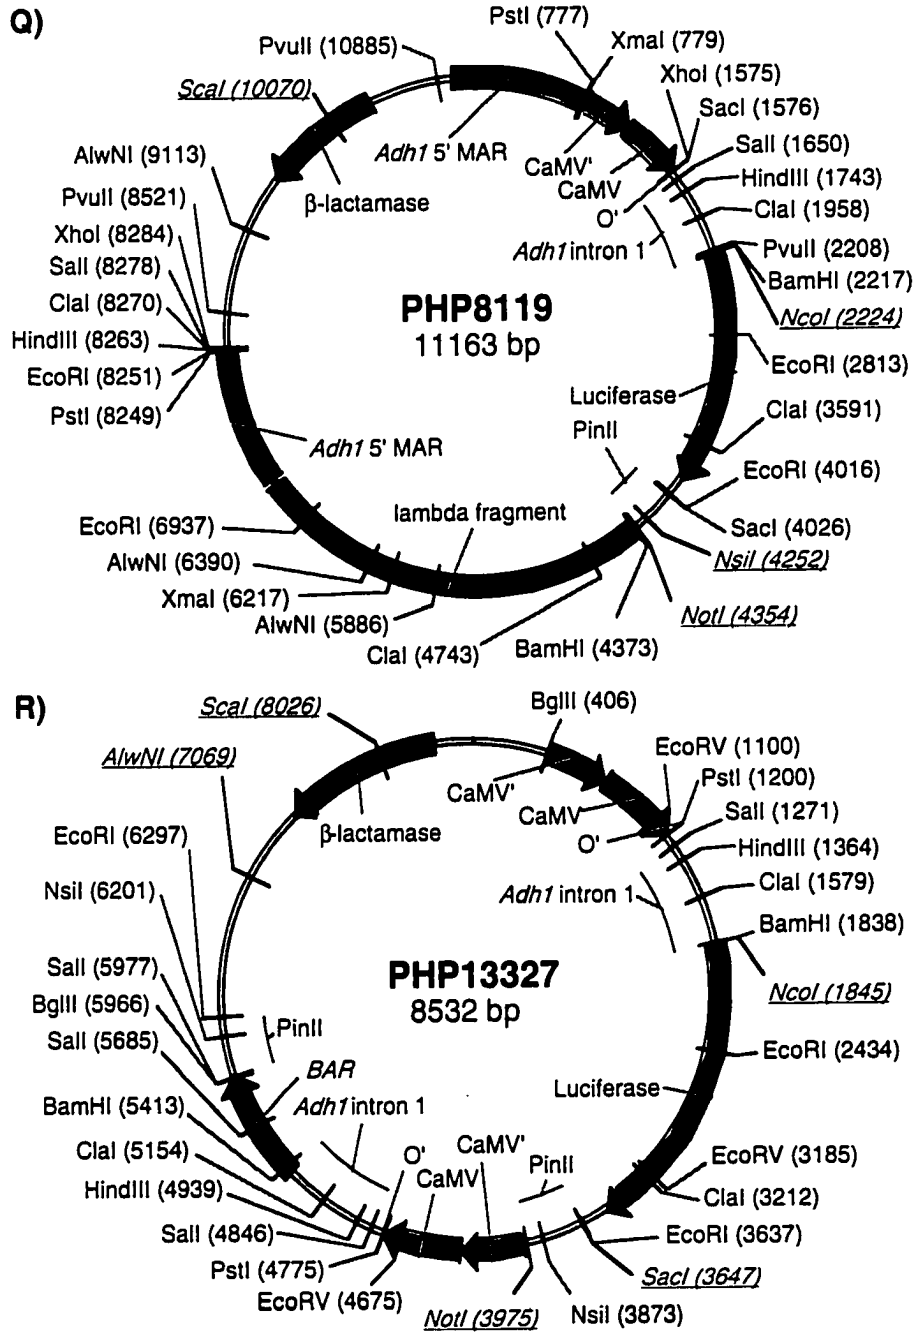 Q)
PstI (777)
XmaI (779)
PvuII (10885)
XhoI (1575)
ScaI (10070)
SacI (1576)
SalI (1650)
AlwNI (9113)
Adh1 5' MAR
CaMV'
HindIII (1743)
CaMV
PvuII (8521)
β-lactamase
O'
ClaI (1958)
XhoI (8284)
Adh1 intron 1
PvuII (2208)
SalI (8278)
BamHI (2217)
ClaI (8270)
PHP8119
NcoI (2224)
HindIII (8263)
11163 bp
EcoRI (2813)
EcoRI (8251)
Luciferase
PstI (8249)
ClaI (3591)
PinII
Adh1 5' MAR
EcoRI (4016)
lambda fragment
EcoRI (6937)
SacI (4026)
AlwNI (6390)
NsiI (4252)
XmaI (6217)
NotI (4354)
AlwNI (5886)
ClaI (4743)
BamHI (4373)
R)
ScaI (8026)
BglII (406)
AlwNI (7069)
EcoRV (1100)
CaMV'
PstI (1200)
CaMV
SalI (1271)
β-lactamase
O'
EcoRI (6297)
HindIII (1364)
NsiI (6201)
Adh1 intron 1
ClaI (1579)
BamHI (1838)
SalI (5977)
PHP13327
NcoI (1845)
BglII (5966)
8532 bp
PinII
SalI (5685)
EcoRI (2434)
BAR
Luciferase
BamHI (5413)
Adh1 intron 1
ClaI (5154)
O'
CaMV'
EcoRV (3185)
HindIII (4939)
CaMV
PinII
ClaI (3212)
SalI (4846)
EcoRI (3637)
PstI (4775)
SacI (3647)
EcoRV (4675)
NotI (3975)
NsiI (3873)